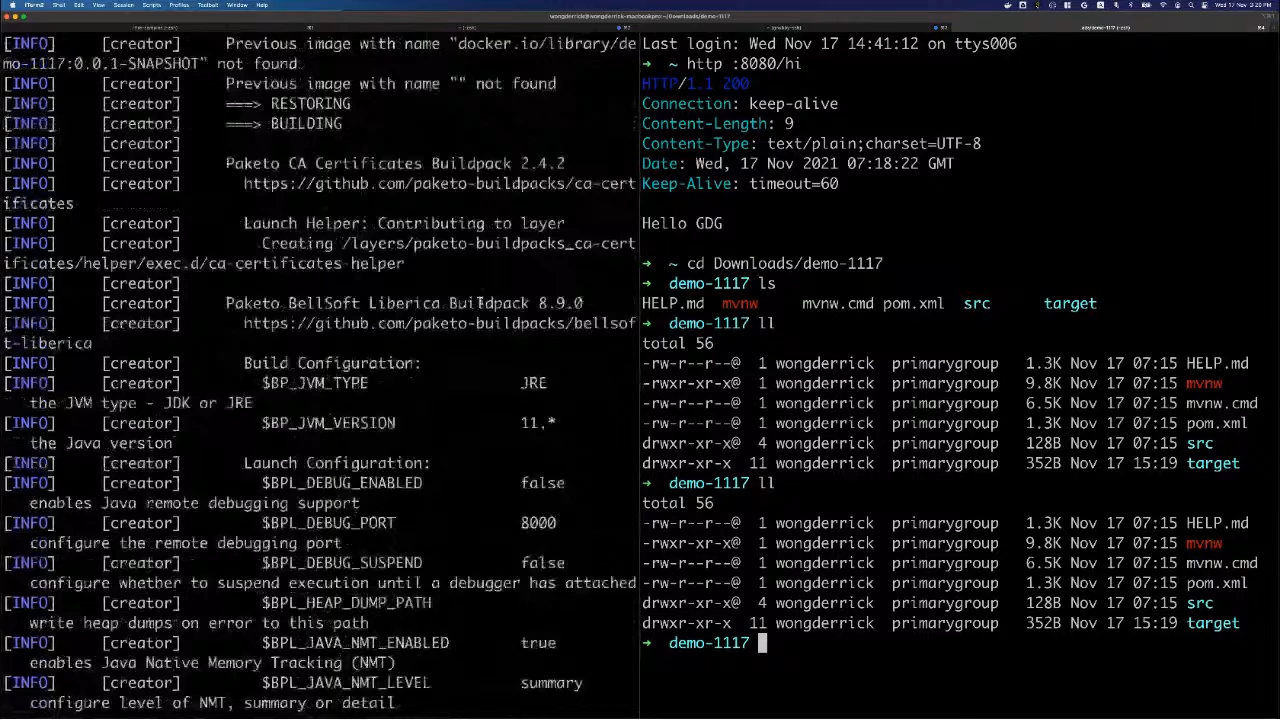 iTerm2 Shell Edit View Session Scripts Profiles Toolbelt Window Help
Wed Nov 17 3:20 PM
[INFO] [creator] Previous image with name "docker.io/library/de
mo-1117:0.0.1-SNAPSHOT" not found
[INFO] [creator] Previous image with name "" not found
[INFO] [creator] ===> RESTORING
[INFO] [creator] ===> BUILDING
[INFO] [creator]
[INFO] [creator] Paketo CA Certificates Buildpack 2.4.2
[INFO] [creator] https://github.com/paketo-buildpacks/ca-cert
ificates
[INFO] [creator] Launch Helper: Contributing to layer
[INFO] [creator] Creating /layers/paketo-buildpacks_ca-cert
ificates/helper/exec.d/ca-certificates helper
[INFO] [creator]
[INFO] [creator] Paketo BellSoft Liberica Buildpack 8.9.0
[INFO] [creator] https://github.com/paketo-buildpacks/bellsof
t-liberica
[INFO] [creator] Build Configuration:
[INFO] [creator] $BP_JVM_TYPE JRE
the JVM type - JDK or JRE
[INFO] [creator] $BP_JVM_VERSION 11.*
the Java version
[INFO] [creator] Launch Configuration:
[INFO] [creator] $BPL_DEBUG_ENABLED false
enables Java remote debugging support
[INFO] [creator] $BPL_DEBUG_PORT 8000
configure the remote debugging port
[INFO] [creator] $BPL_DEBUG_SUSPEND false
configure whether to suspend execution until a debugger has attached
[INFO] [creator] $BPL_HEAP_DUMP_PATH
write heap dumps on error to this path
[INFO] [creator] $BPL_JAVA_NMT_ENABLED true
enables Java Native Memory Tracking (NMT)
[INFO] [creator] $BPL_JAVA_NMT_LEVEL summary
configure level of NMT, summary or detail
Last login: Wed Nov 17 14:41:12 on ttys006
➜ ~ http :8080/hi
HTTP/1.1 200
Connection: keep-alive
Content-Length: 9
Content-Type: text/plain;charset=UTF-8
Date: Wed, 17 Nov 2021 07:18:22 GMT
Keep-Alive: timeout=60
Hello GDG
➜ ~ cd Downloads/demo-1117
➜ demo-1117 ls
HELP.md mvnw mvnw.cmd pom.xml src target
➜ demo-1117 ll
total 56
-rw-r--r--@ 1 wongderrick primarygroup 1.3K Nov 17 07:15 HELP.md
-rwxr-xr-x@ 1 wongderrick primarygroup 9.8K Nov 17 07:15 mvnw
-rw-r--r--@ 1 wongderrick primarygroup 6.5K Nov 17 07:15 mvnw.cmd
-rw-r--r--@ 1 wongderrick primarygroup 1.3K Nov 17 07:15 pom.xml
drwxr-xr-x@ 4 wongderrick primarygroup 128B Nov 17 07:15 src
drwxr-xr-x 11 wongderrick primarygroup 352B Nov 17 15:19 target
➜ demo-1117 ll
total 56
-rw-r--r--@ 1 wongderrick primarygroup 1.3K Nov 17 07:15 HELP.md
-rwxr-xr-x@ 1 wongderrick primarygroup 9.8K Nov 17 07:15 mvnw
-rw-r--r--@ 1 wongderrick primarygroup 6.5K Nov 17 07:15 mvnw.cmd
-rw-r--r--@ 1 wongderrick primarygroup 1.3K Nov 17 07:15 pom.xml
drwxr-xr-x@ 4 wongderrick primarygroup 128B Nov 17 07:15 src
drwxr-xr-x 11 wongderrick primarygroup 352B Nov 17 15:19 target
➜ demo-1117